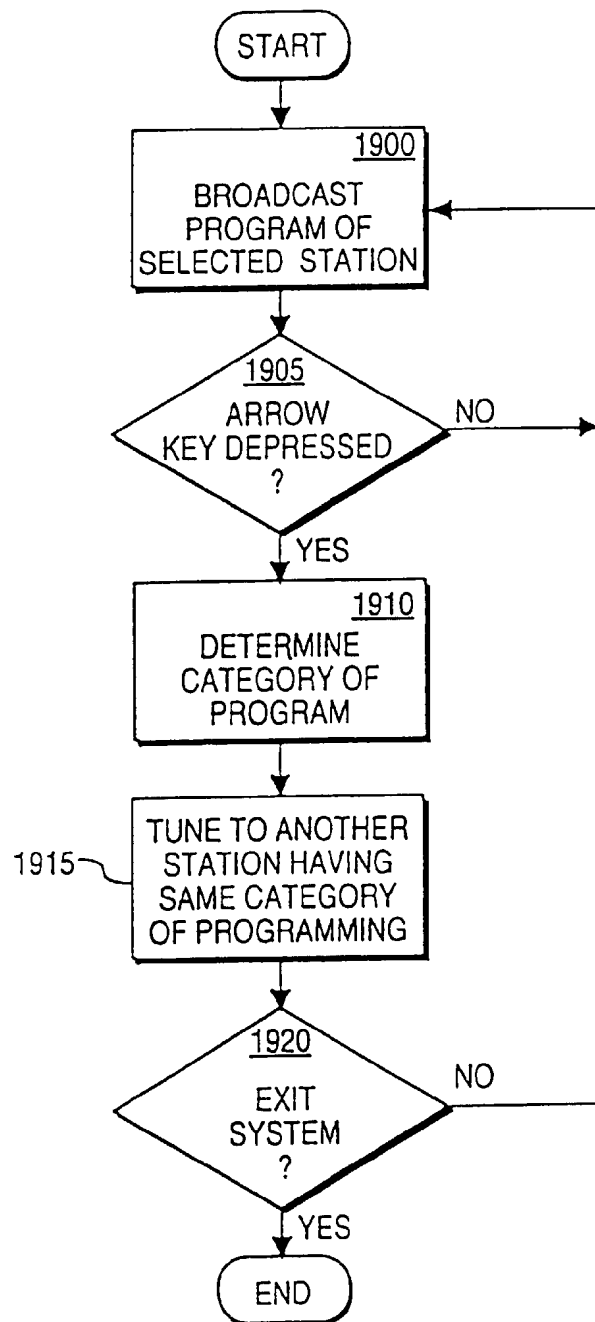 START
1900
BROADCAST
PROGRAM OF
SELECTED STATION
1905
ARROW
KEY DEPRESSED
?
NO
YES
1910
DETERMINE
CATEGORY OF
PROGRAM
1915
TUNE TO ANOTHER
STATION HAVING
SAME CATEGORY
OF PROGRAMMING
1920
EXIT
SYSTEM
?
NO
YES
END